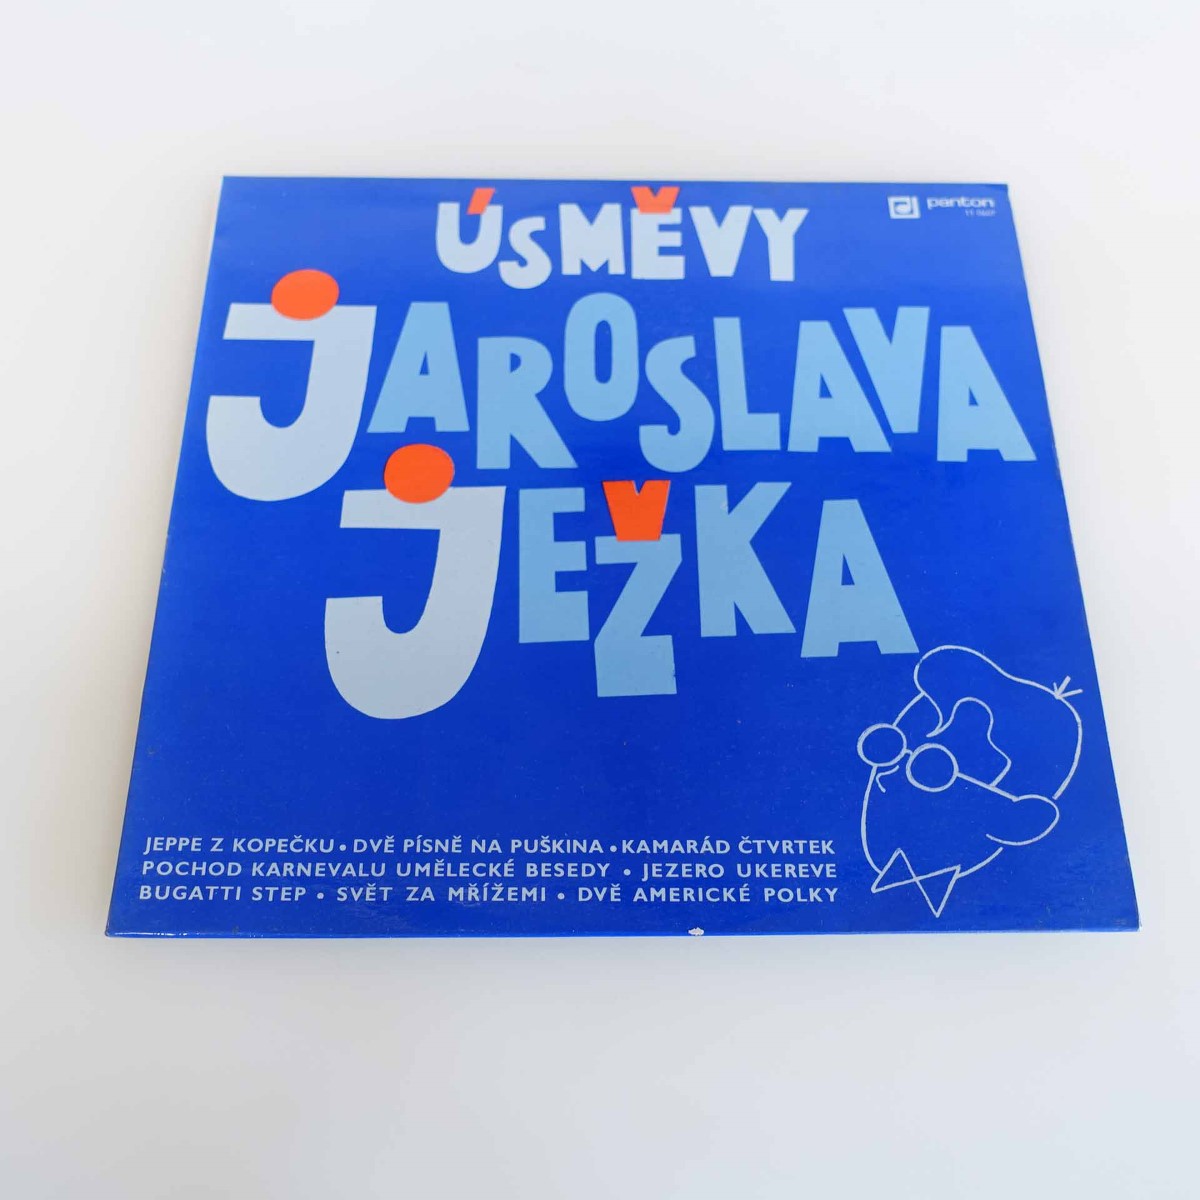 ÚSMĚVY
panton
JAROSLAVA
JEŽKA
JEPPE Z KOPEČKU • DVĚ PÍSNĚ NA PUŠKINA • KAMARÁD ČTVRTEK
POCHOD KARNEVALU UMĚLECKÉ BESEDY • JEZERO UKEREVE
BUGATTI STEP • SVĚT ZA MŘÍŽEMI • DVĚ AMERICKÉ POLKY